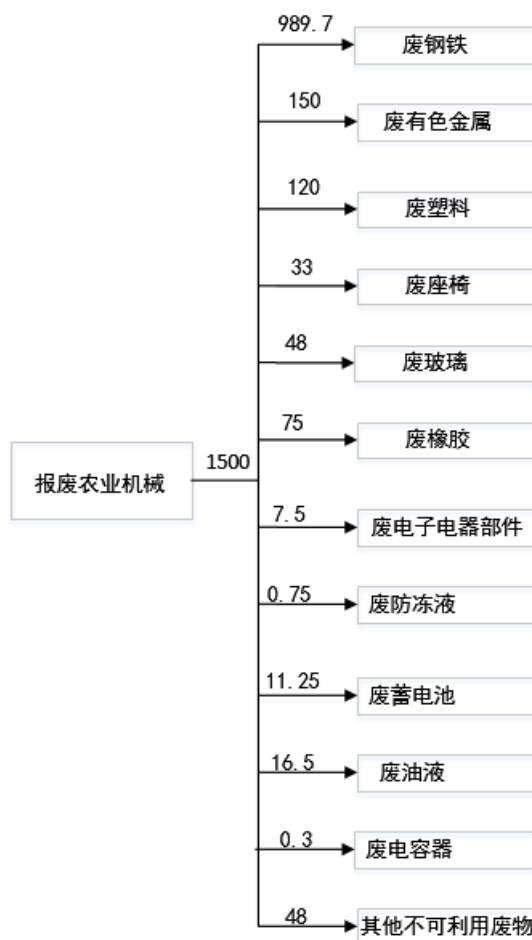 989.7
废钢铁
150
废有色金属
120
废塑料
33
废座椅
48
废玻璃
75
废橡胶
报废农业机械
1500
7.5
废电子电器部件
0.75
废防冻液
11.25
废蓄电池
16.5
废油液
0.3
废电容器
48
其他不可利用废物